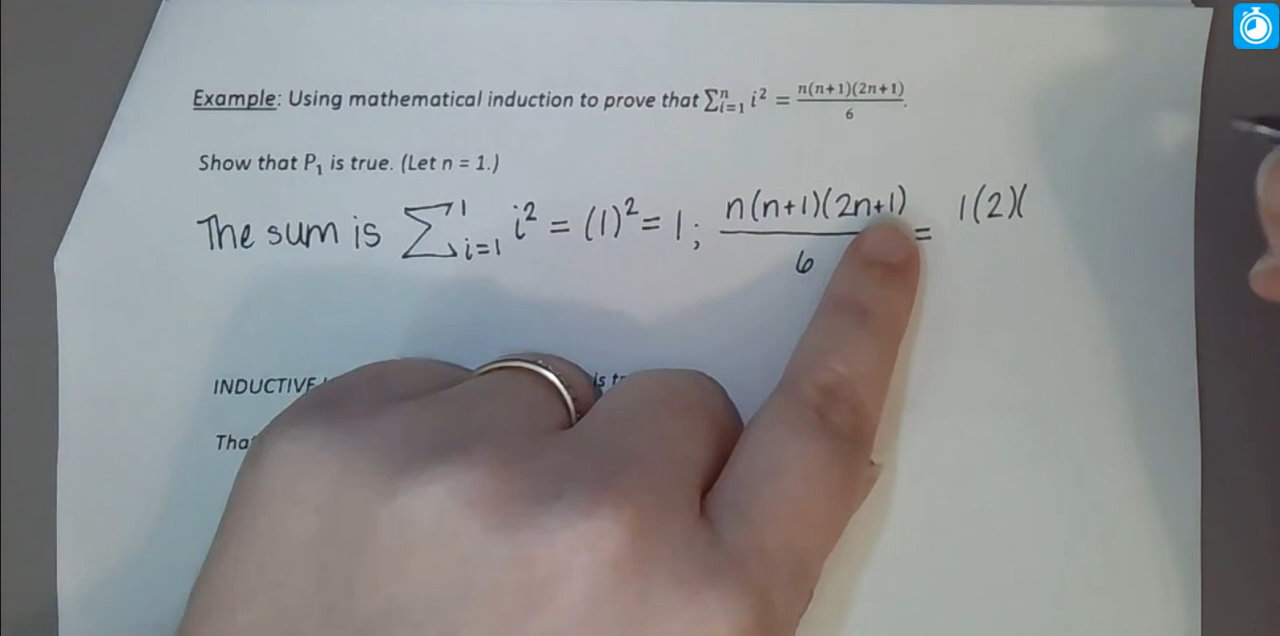 Example: Using mathematical induction to prove that ∑ⁿᵢ₌₁ i² = n(n+1)(2n+1)/6.
Show that P₁ is true. (Let n = 1.)
The sum is ∑¹ᵢ₌₁ i² = (1)² = 1; n(n+1)(2n+1)/6 = 1(2)(
INDUCTIVE